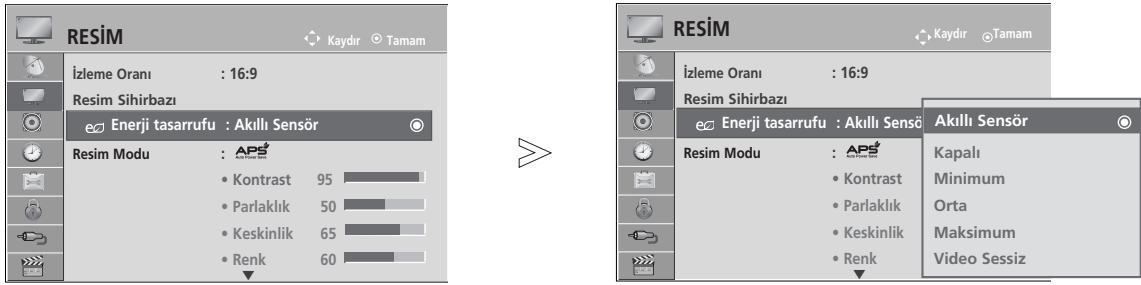 RESİM
Kaydır Tamam
İzleme Oranı : 16:9
Resim Sihirbazı
Enerji tasarrufu : Akıllı Sensör
Resim Modu : APS
Auto Power Save
• Kontrast 95
• Parlaklık 50
• Keskinlik 65
• Renk 60
RESİM
Kaydır Tamam
İzleme Oranı : 16:9
Resim Sihirbazı
Enerji tasarrufu : Akıllı Sensö
Resim Modu : APS
Auto Power Save
• Kontrast
• Parlaklık
• Keskinlik
• Renk
Akıllı Sensör
Kapalı
Minimum
Orta
Maksimum
Video Sessiz